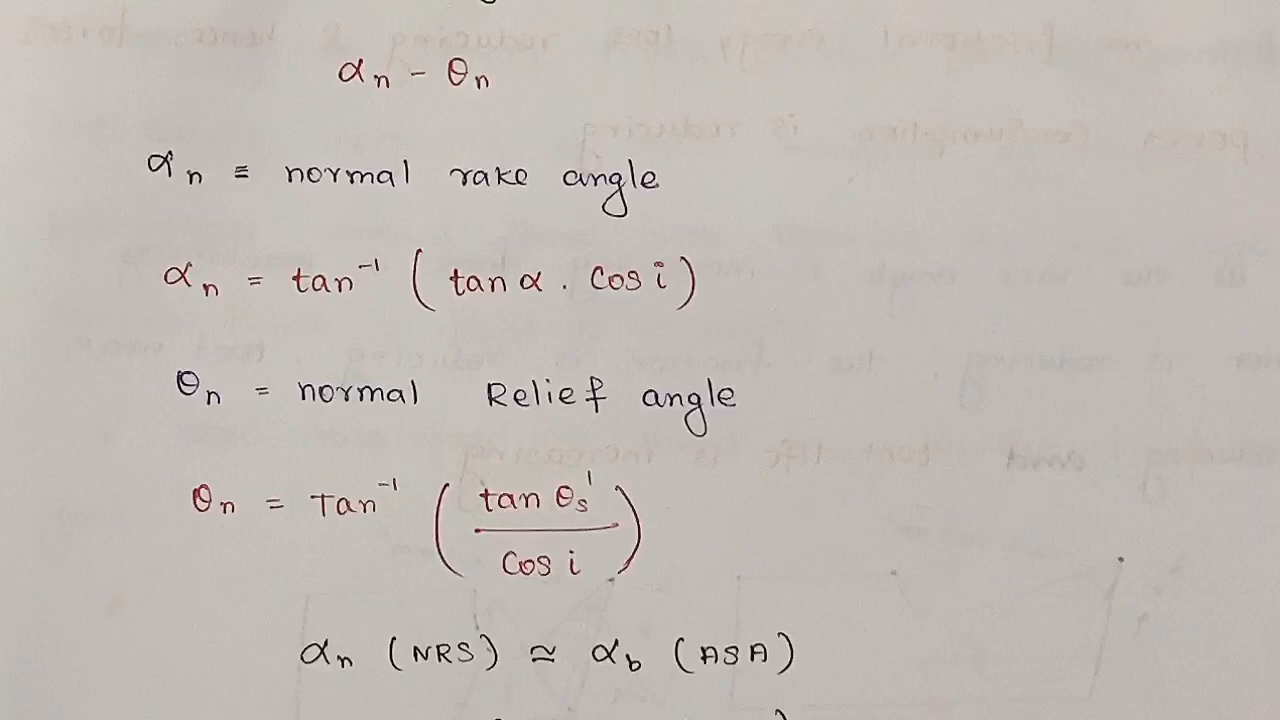 αn - θn
αn ≡ normal rake angle
αn = tan⁻¹ ( tan α . Cos i )
θn = normal Relief angle
θn = Tan⁻¹ ( tan θs' / Cos i )
αn (NRS) ≃ αb (ASA)